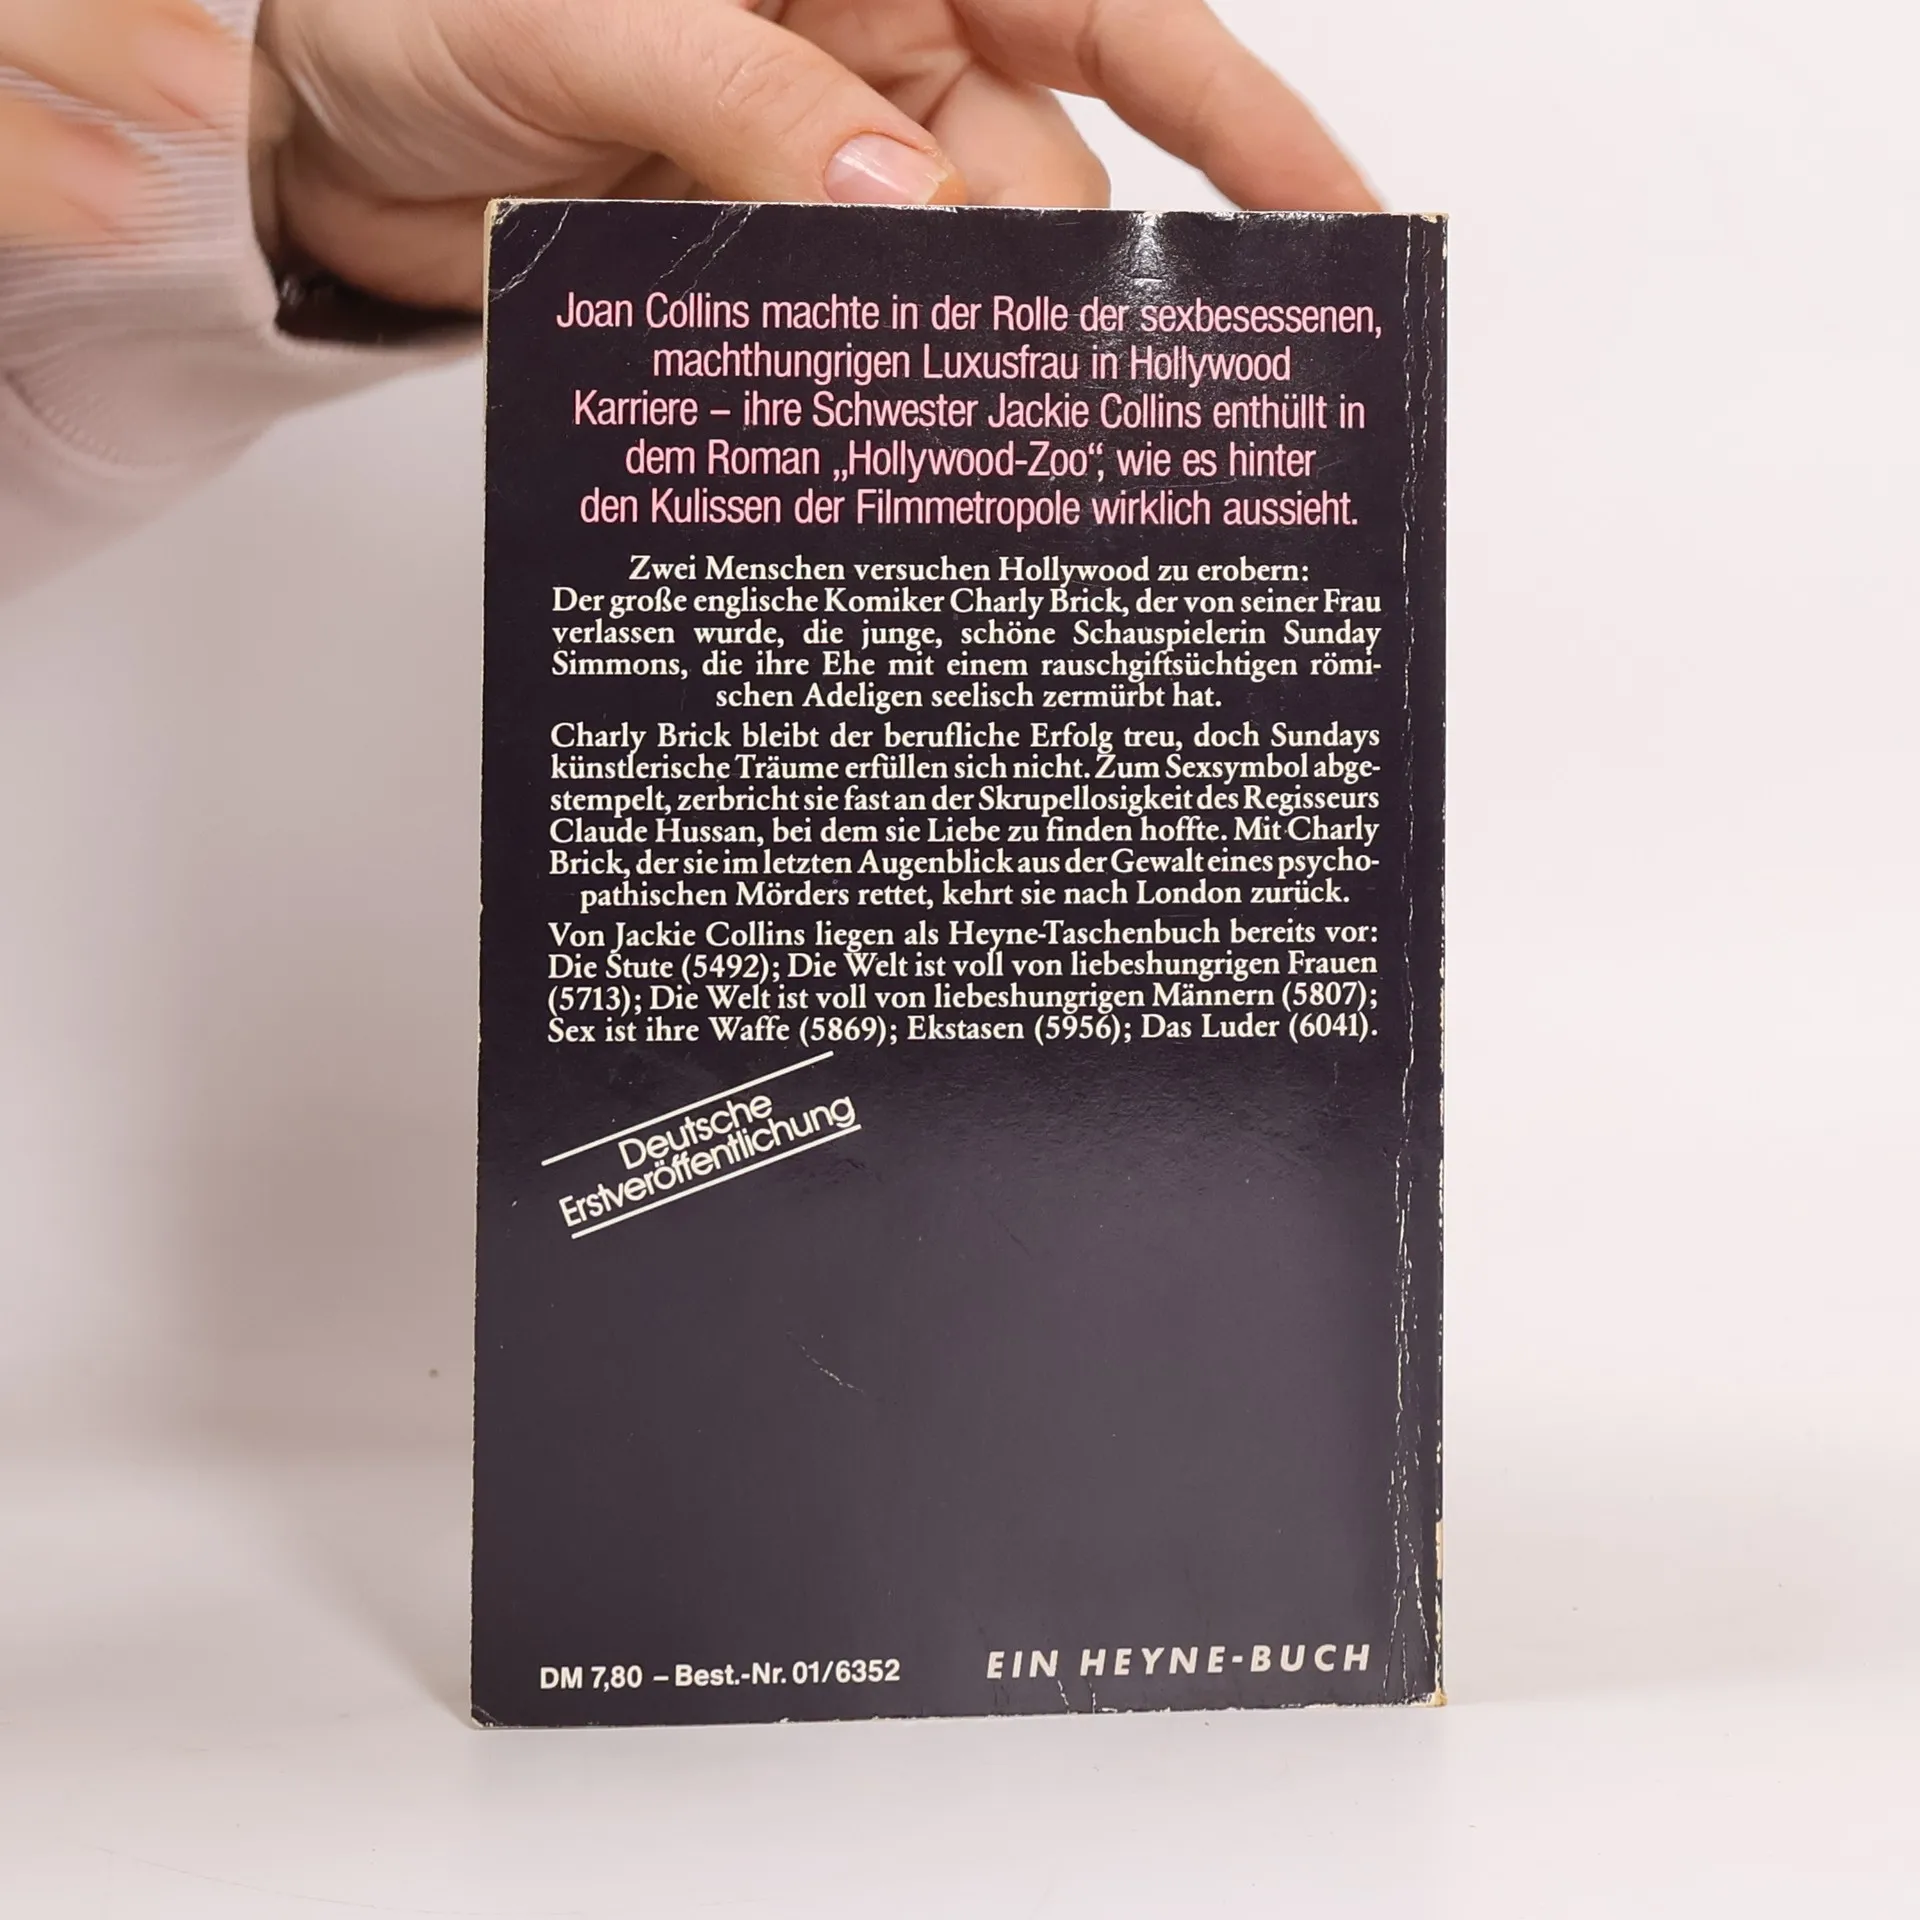 Joan Collins machte in der Rolle der sexbesessenen,
machthungrigen Luxusfrau in Hollywood
Karriere – ihre Schwester Jackie Collins enthüllt in
dem Roman „Hollywood-Zoo“, wie es hinter
den Kulissen der Filmmetropole wirklich aussieht.
Zwei Menschen versuchen Hollywood zu erobern:
Der große englische Komiker Charly Brick, der von seiner Frau
verlassen wurde, die junge, schöne Schauspielerin Sunday
Simmons, die ihre Ehe mit einem rauschgiftsüchtigen römi-
schen Adeligen seelisch zermürbt hat.
Charly Brick bleibt der berufliche Erfolg treu, doch Sundays
künstlerische Träume erfüllen sich nicht. Zum Sexsymbol abge-
stempelt, zerbricht sie fast an der Skrupellosigkeit des Regisseurs
Claude Hussan, bei dem sie Liebe zu finden hoffte. Mit Charly
Brick, der sie im letzten Augenblick aus der Gewalt eines psycho-
pathischen Mörders rettet, kehrt sie nach London zurück.
Von Jackie Collins liegen als Heyne-Taschenbuch bereits vor:
Die Stute (5492); Die Welt ist voll von liebeshungrigen Frauen
(5713); Die Welt ist voll von liebeshungrigen Männern (5807);
Sex ist ihre Waffe (5869); Ekstasen (5956); Das Luder (6041).
Deutsche
Erstveröffentlichung
DM 7,80 – Best.-Nr. 01/6352
EIN HEYNE-BUCH